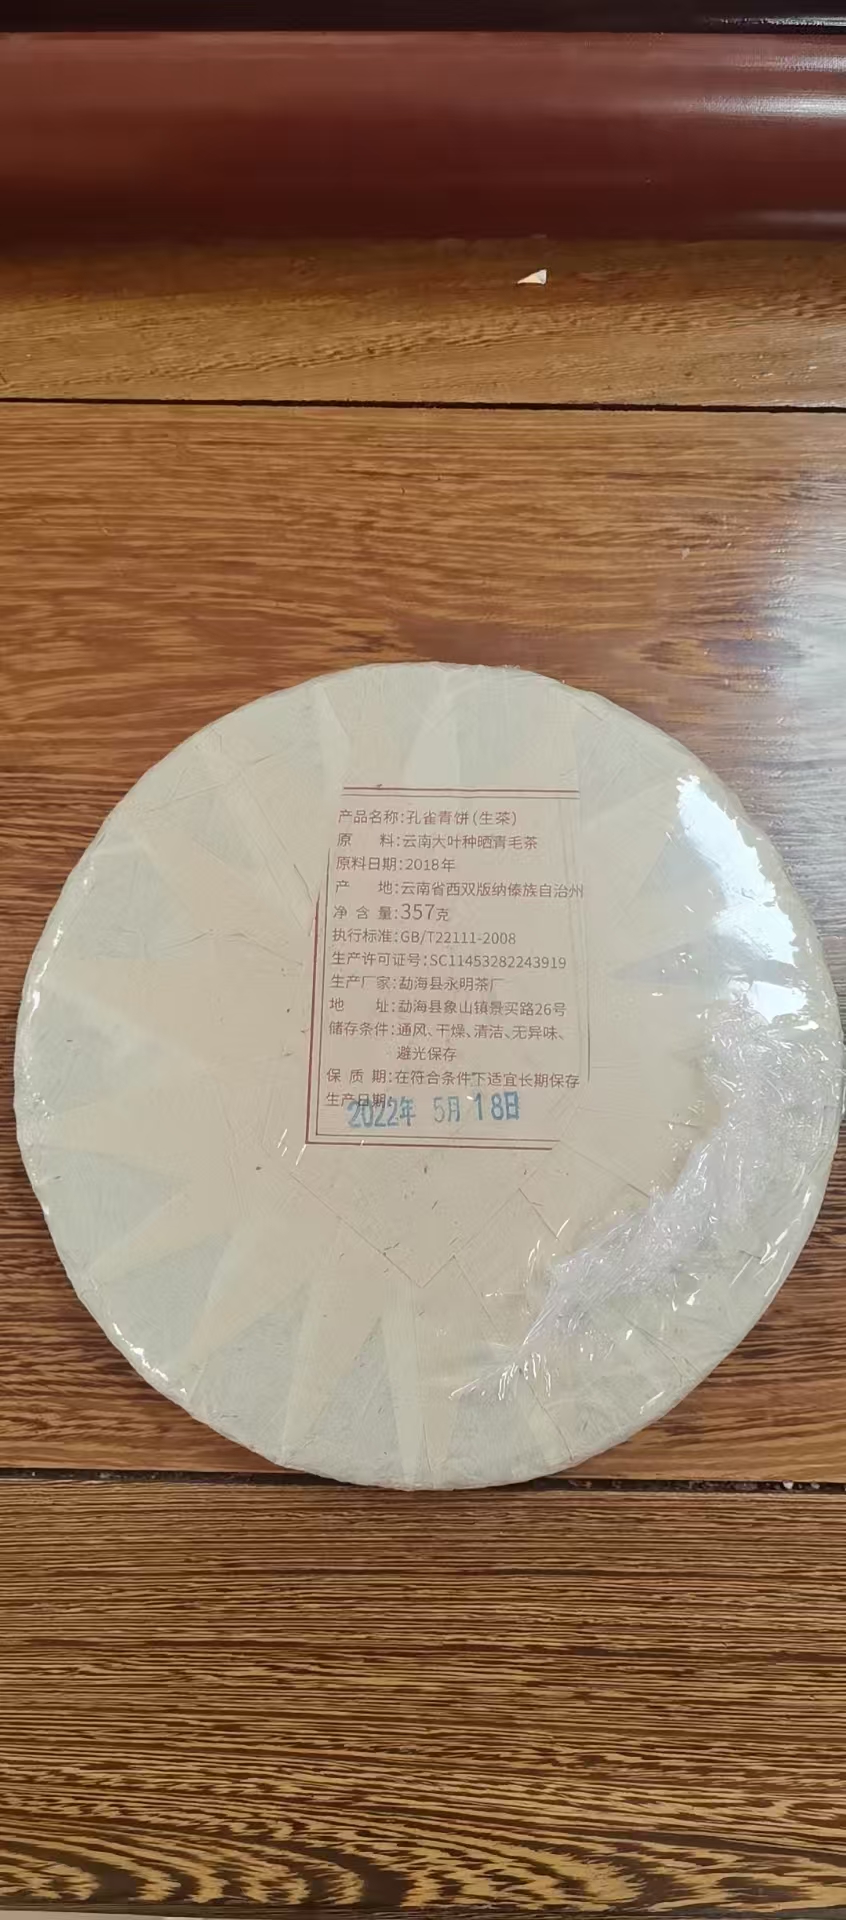 产品名称:孔雀青饼(生茶)
原 料:云南大叶种晒青毛茶
原料日期:2018年
产 地:云南省西双版纳傣族自治州
净 含 量:357克
执行标准:GB/T22111-2008
生产许可证号:SC11453282243919
生产厂家:勐海县永明茶厂
地 址:勐海县象山镇景买路26号
储存条件:通风、干燥、清洁、无异味、
避光保存
保 质 期:在符合条件下适宜长期保存
生产日期:
2022年 5月 18日